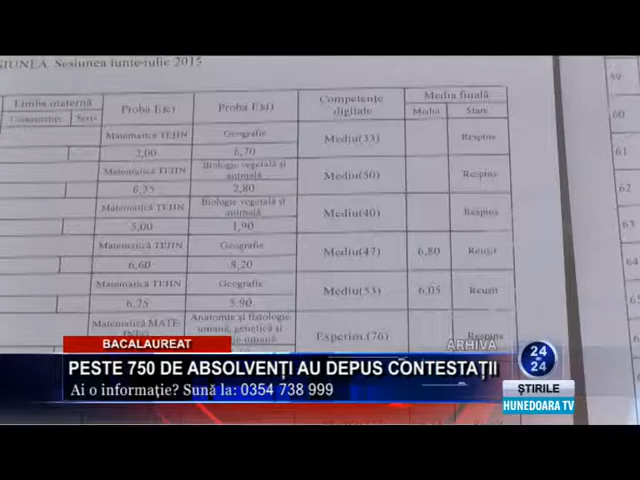 SIUNEA Sesiunea iunie-iulie 2015
Limba maternă
Proba E(c)
Proba E(d)
Competențe digitale
Media finală
Competențe
Scris
Media
Stare
Matematică TEHN
Geografie
Mediu(33)
Respins
2,00
6,70
Matematică TEHN
Biologie vegetală și animală
Mediu(50)
Respins
6,35
2,80
Matematică TEHN
Biologie vegetală și animală
Mediu(40)
Respins
5,00
1,90
Matematică TEHN
Geografie
Mediu(47)
6,80
Reușit
6,60
8,20
Matematică TEHN
Geografie
Mediu(53)
6,05
Reușit
6,75
5,90
Matematică MATE-INFO
Anatomie și fiziologie umană, genetică și
Experim.(76)
Respins
59
60
61
62
63
64
ARHIVA
BACALAUREAT
PESTE 750 DE ABSOLVENȚI AU DEPUS CONTESTAȚII
Ai o informație? Sună la: 0354 738 999
24 24
ȘTIRILE
HUNEDOARA TV